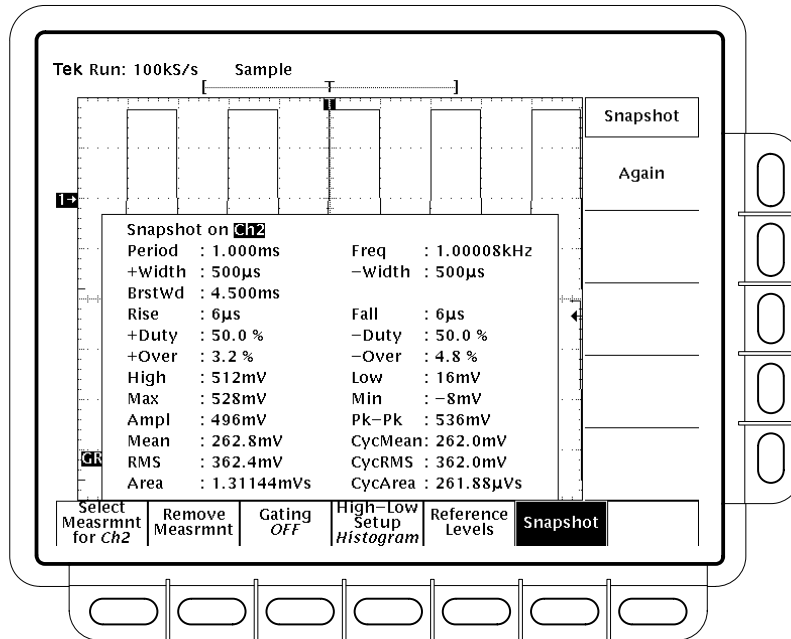 Tek Run: 100kS/s Sample
[ T ]
T
Snapshot
Again
1→
Snapshot on Ch2
Period : 1.000ms Freq : 1.00008kHz
+Width : 500µs −Width : 500µs
BrstWd : 4.500ms
Rise : 6µs Fall : 6µs
+Duty : 50.0 % −Duty : 50.0 %
+Over : 3.2 % −Over : 4.8 %
High : 512mV Low : 16mV
Max : 528mV Min : −8mV
Ampl : 496mV Pk−Pk : 536mV
Mean : 262.8mV CycMean: 262.0mV
GR
RMS : 362.4mV CycRMS : 362.0mV
Area : 1.31144mVs CycArea : 261.88µVs
Select
Measrmnt
for Ch2
Remove
Measrmnt
Gating
OFF
High−Low
Setup
Histogram
Reference
Levels
Snapshot